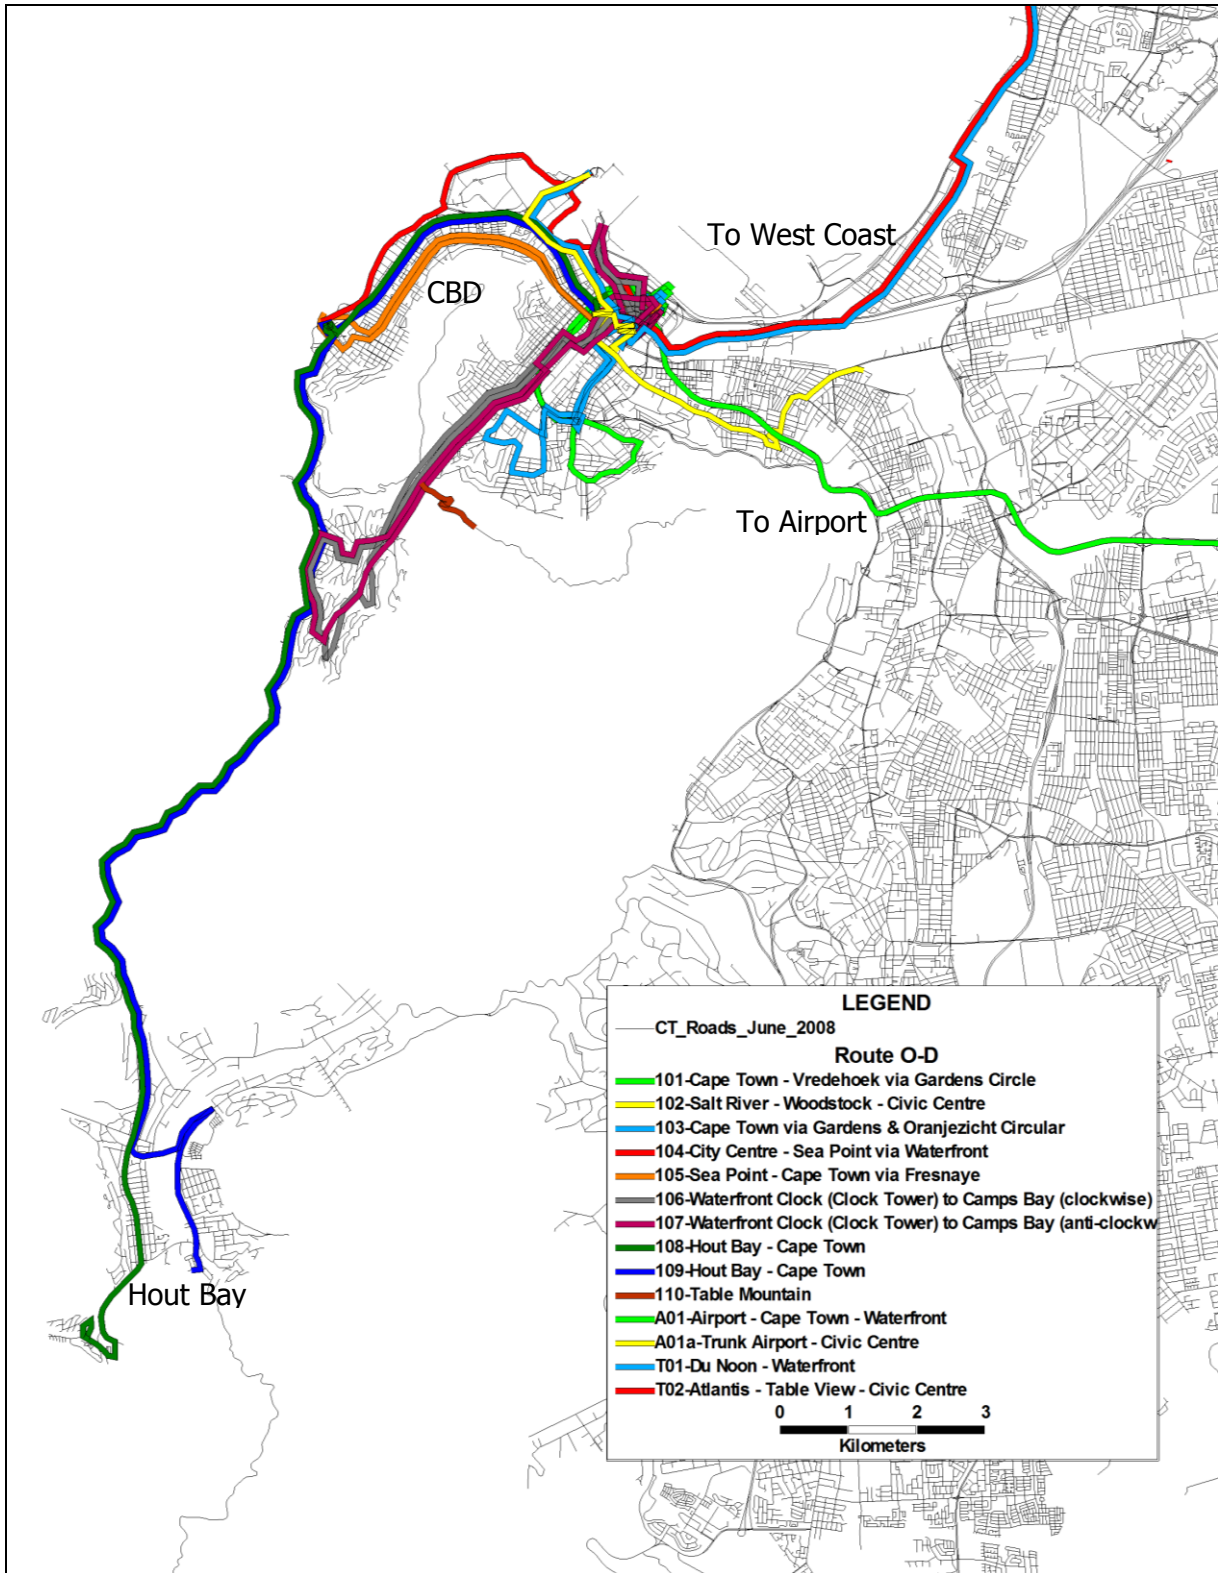 To West Coast
CBD
To Airport
Hout Bay
LEGEND
CT_Roads_June_2008
Route O-D
101-Cape Town - Vredehoek via Gardens Circle
102-Salt River - Woodstock - Civic Centre
103-Cape Town via Gardens & Oranjezicht Circular
104-City Centre - Sea Point via Waterfront
105-Sea Point - Cape Town via Fresnaye
106-Waterfront Clock (Clock Tower) to Camps Bay (clockwise)
107-Waterfront Clock (Clock Tower) to Camps Bay (anti-clockw
108-Hout Bay - Cape Town
109-Hout Bay - Cape Town
110-Table Mountain
A01-Airport - Cape Town - Waterfront
A01a-Trunk Airport - Civic Centre
T01-Du Noon - Waterfront
T02-Atlantis - Table View - Civic Centre
0 1 2 3
Kilometers